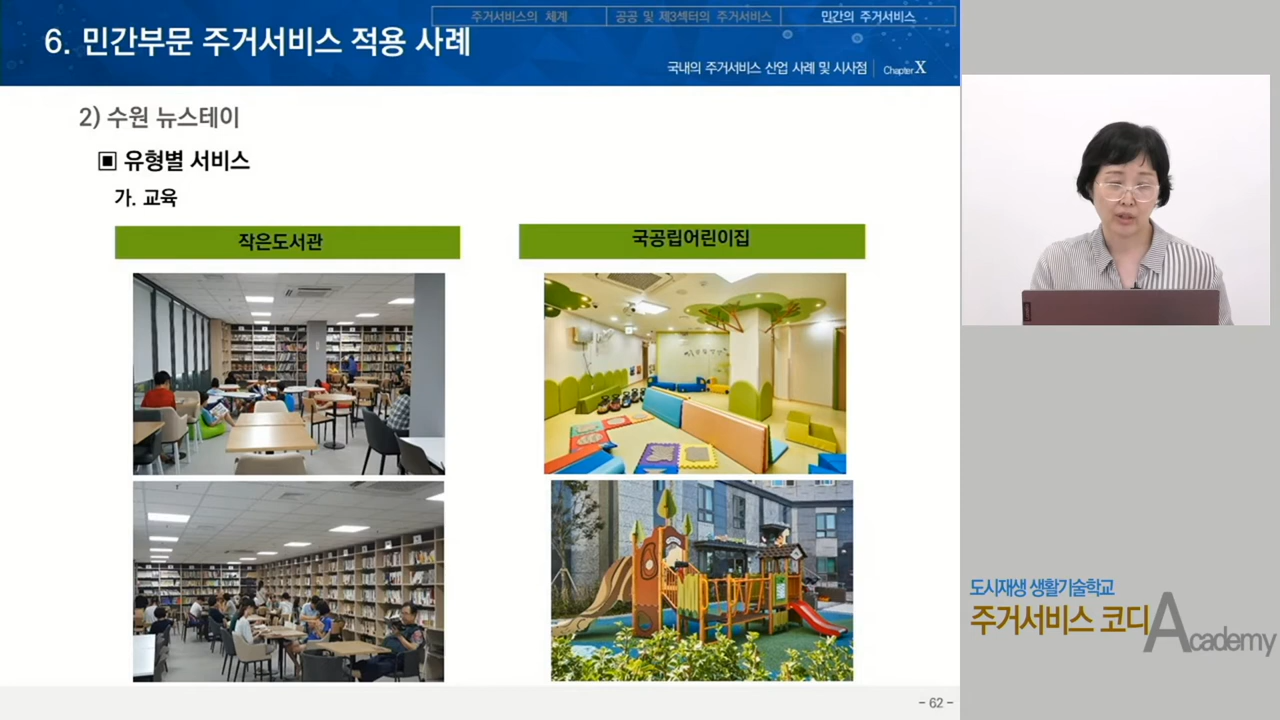 주거서비스의 체계
공공 및 제3섹터의 주거서비스
민간의 주거서비스
6. 민간부문 주거서비스 적용 사례
국내의 주거서비스 산업 사례 및 시사점
Chapter X
2) 수원 뉴스테이
▣ 유형별 서비스
가. 교육
작은도서관
국공립어린이집
도시재생 생활기술학교
주거서비스 코디
Academy
- 62 -